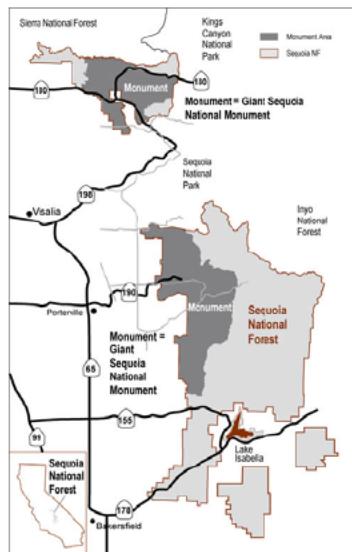 Sierra National Forest
Kings
Canyon
National
Park
Monument Area
Sequoia NF
Monument
180
180
Monument = Giant Sequoia
National Monument
Sequoia
National
Park
198
Visalia
Inyo
National
Forest
190
Porterville
Monument
Sequoia
National
Forest
Monument =
Giant
Sequoia
National
Monument
65
99
155
Lake
Isabella
Sequoia
National
Forest
178
Bakersfield